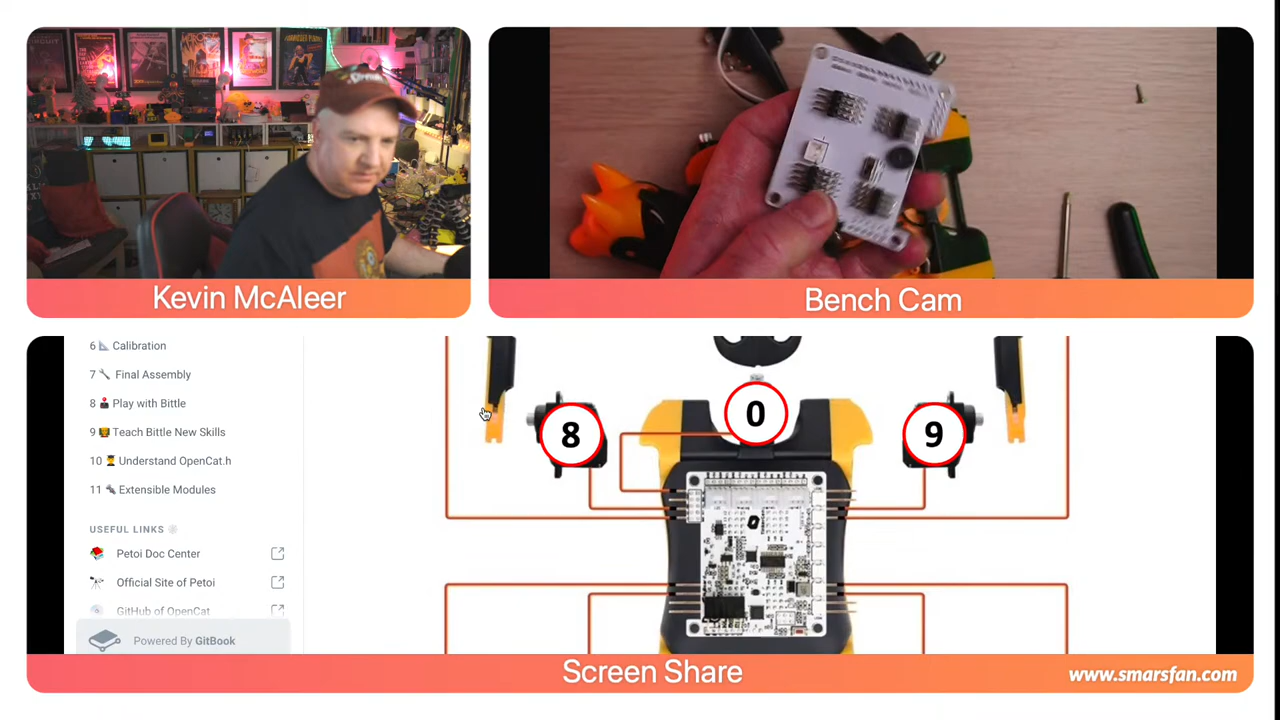 Kevin McAleer
Bench Cam
6 Calibration
7 Final Assembly
8 Play with Bittle
9 Teach Bittle New Skills
10 Understand OpenCat.h
11 Extensible Modules
USEFUL LINKS
Petoi Doc Center
Official Site of Petoi
GitHub of OpenCat
Powered By GitBook
8
0
9
Screen Share
www.smarsfan.com